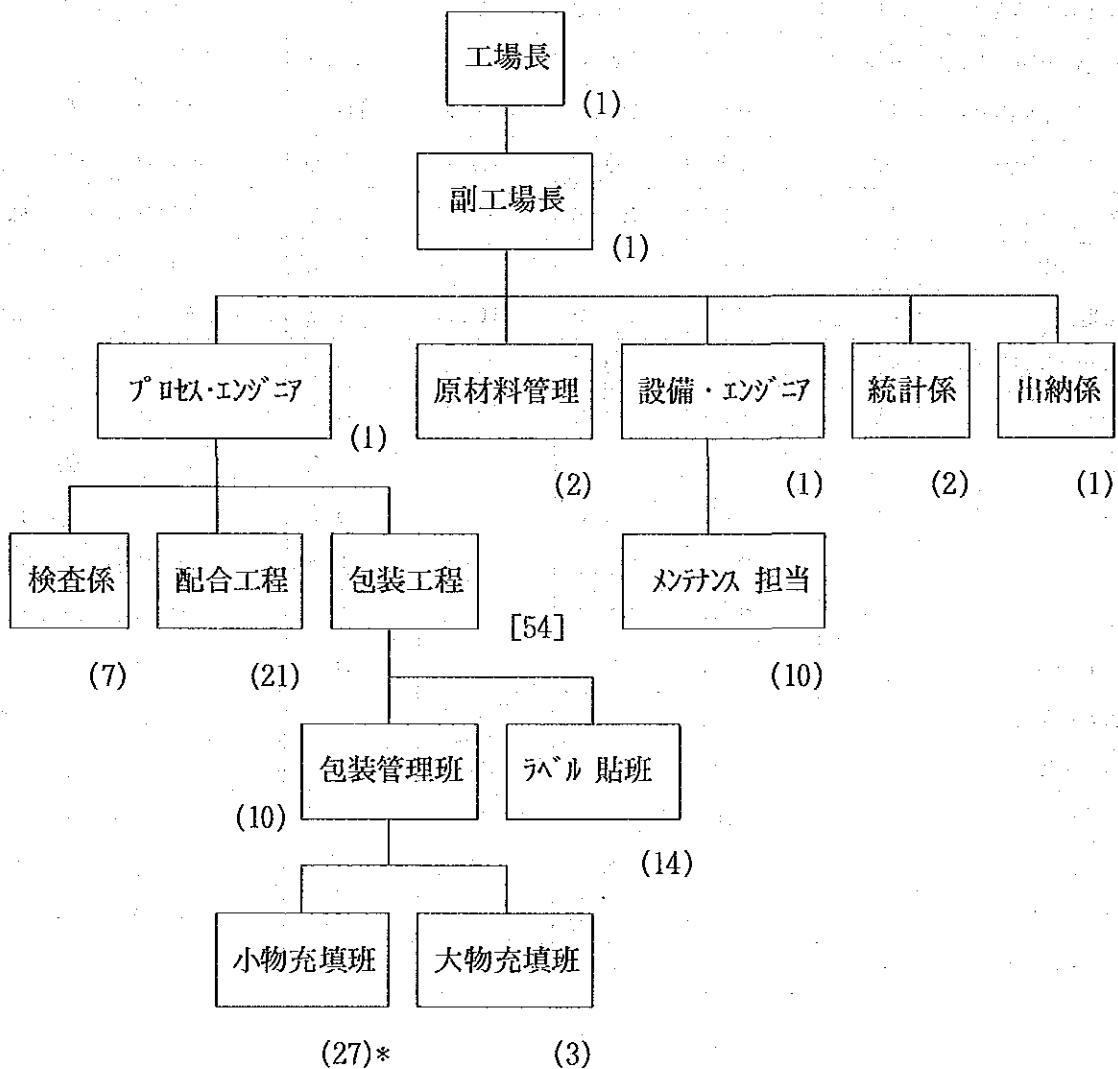 工場長
(1)
副工場長
(1)
プロセス・エンジニア
(1)
原材料管理
(2)
設備・エンジニア
(1)
統計係
(2)
出納係
(1)
検査係
(7)
配合工程
(21)
包装工程
[54]
メンテナンス 担当
(10)
包装管理班
(10)
ラベル 貼班
(14)
小物充填班
(27)*
大物充填班
(3)